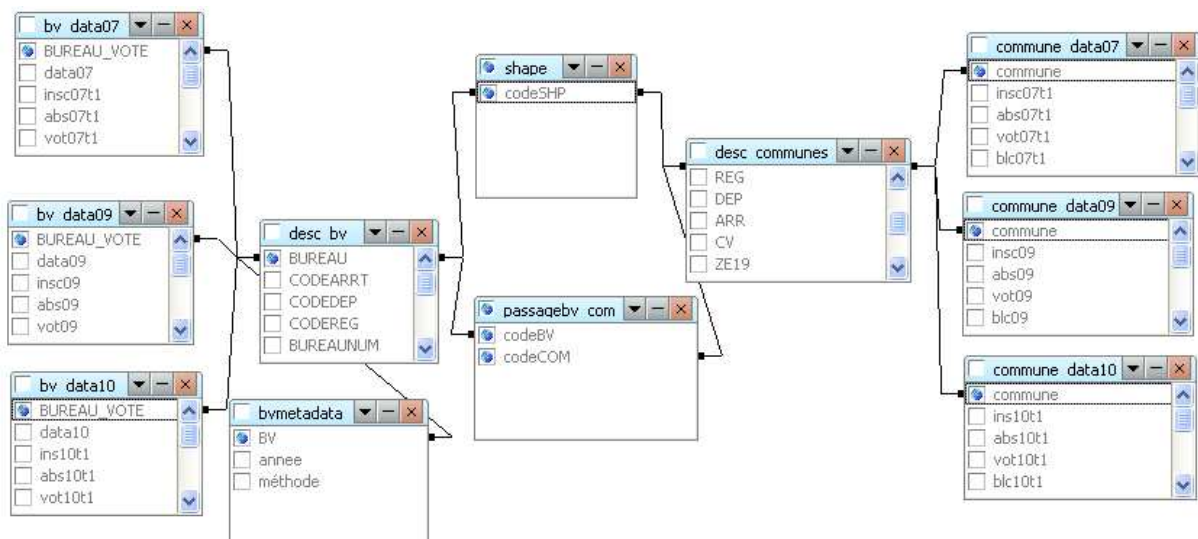 bv data07
BUREAU_VOTE
data07
insc07t1
abs07t1
vot07t1
bv data09
BUREAU_VOTE
data09
insc09
abs09
vot09
bv data10
BUREAU_VOTE
data10
ins10t1
abs10t1
vot10t1
desc bv
BUREAU
CODEARRT
CODEDEP
CODEREG
BUREAUNUM
bvmetadata
BV
annee
méthode
shape
codeSHP
passagebv com
codeBV
codeCOM
desc communes
REG
DEP
ARR
CV
ZE19
commune data07
commune
insc07t1
abs07t1
vot07t1
blc07t1
commune data09
commune
insc09
abs09
vot09
blc09
commune data10
commune
ins10t1
abs10t1
vot10t1
blc10t1